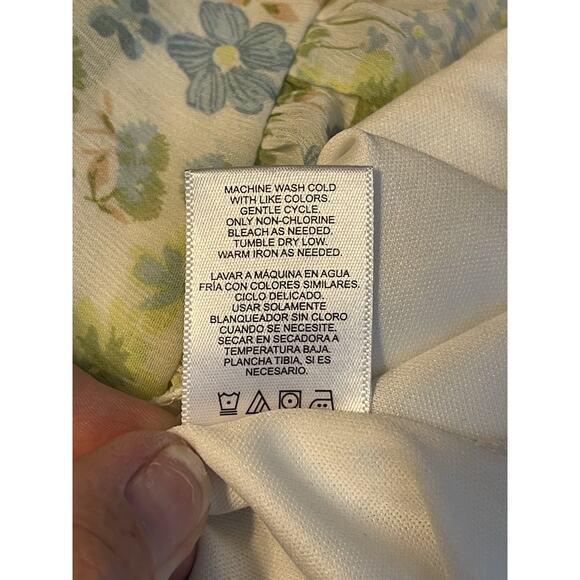 MACHINE WASH COLD
WITH LIKE COLORS.
GENTLE CYCLE.
ONLY NON-CHLORINE
BLEACH AS NEEDED.
TUMBLE DRY LOW.
WARM IRON AS NEEDED.
LAVAR A MÁQUINA EN AGUA
FRÍA CON COLORES SIMILARES.
CICLO DELICADO.
USAR SOLAMENTE
BLANQUEADOR SIN CLORO
CUANDO SE NECESITE.
SECAR EN SECADORA A
TEMPERATURA BAJA.
PLANCHA TIBIA, SI ES
NECESARIO.